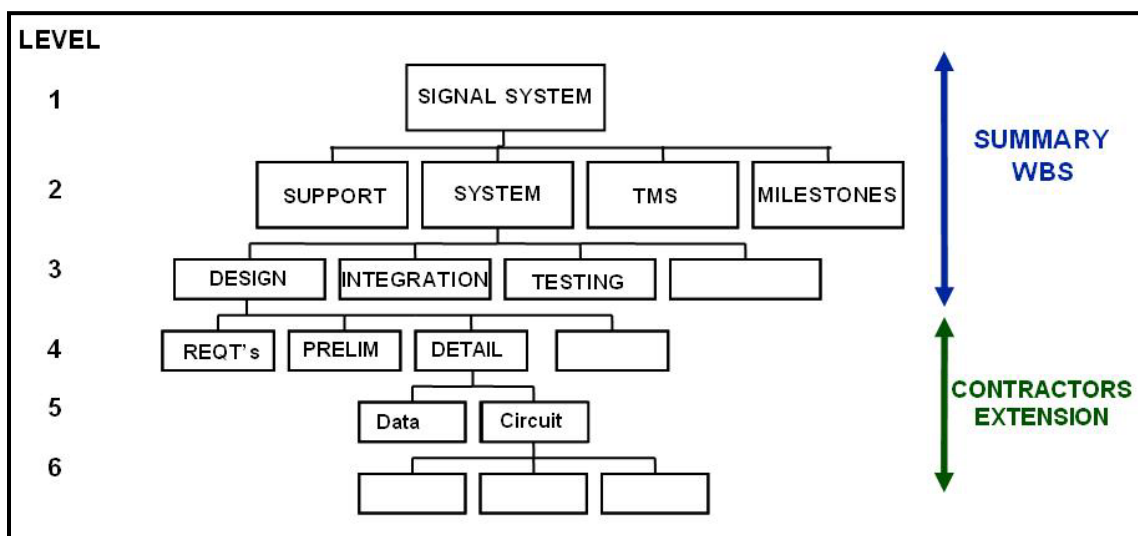 LEVEL
1
SIGNAL SYSTEM
SUMMARY
WBS
2
SUPPORT
SYSTEM
TMS
MILESTONES
3
DESIGN
INTEGRATION
TESTING
4
REQT's
PRELIM
DETAIL
CONTRACTORS
EXTENSION
5
Data
Circuit
6